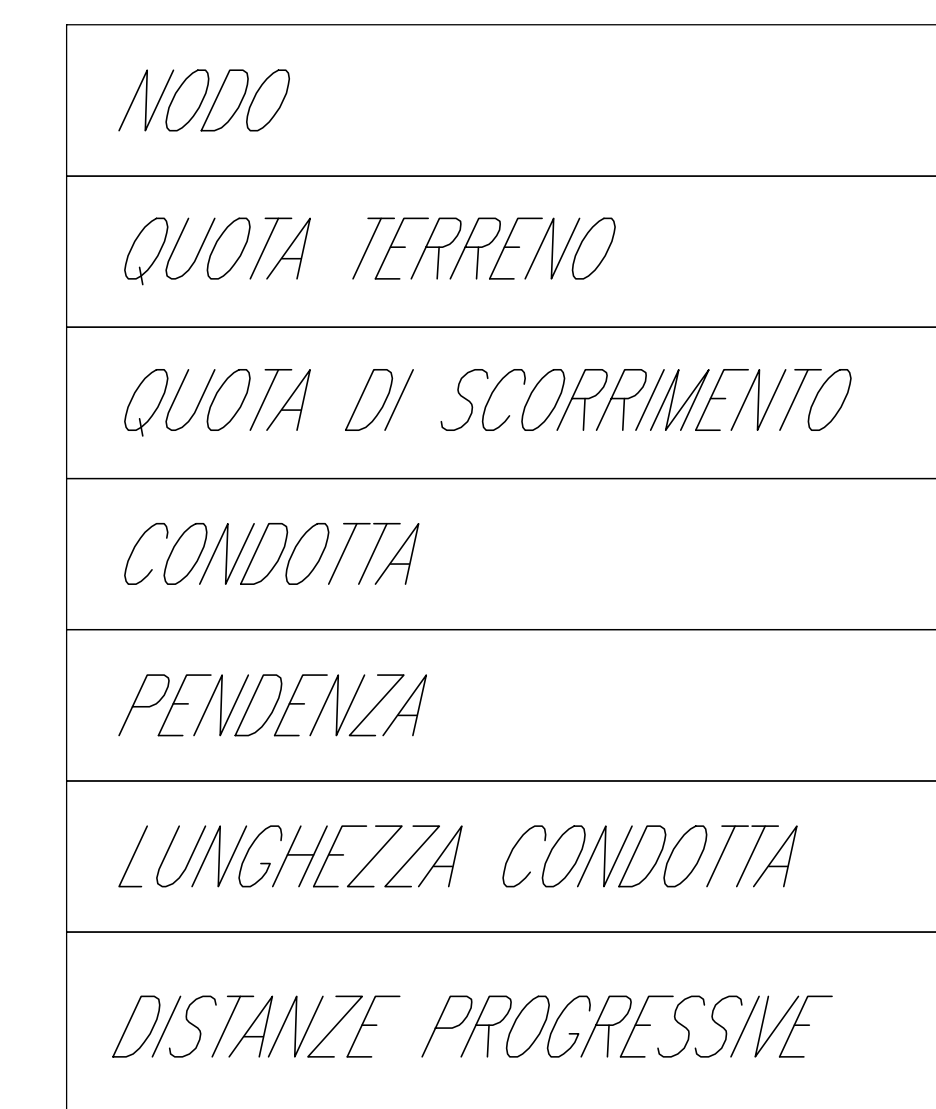 NODO
QUOTA TERRENO
QUOTA DI SCORRIMENTO
CONDOTTA
PENDENZA
LUNGHEZZA CONDOTTA
DISTANZE PROGRESSIVE